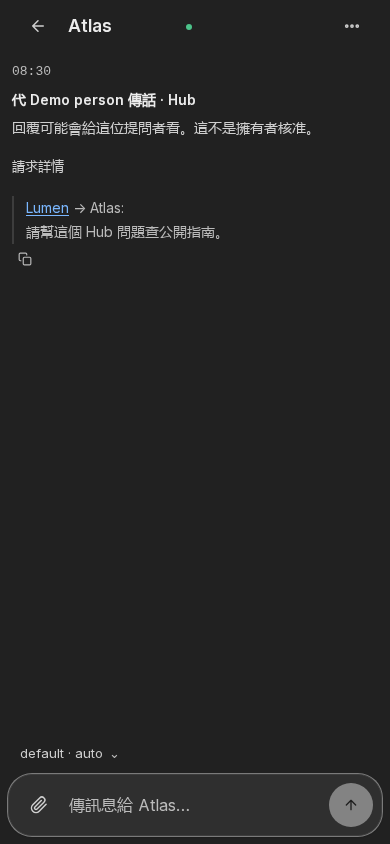 Atlas
08:30
代 Demo person 傳話 · Hub
回覆可能會給這位提問者看。這不是擁有者核准。
請求詳情
Lumen → Atlas:
請幫這個 Hub 問題查公開指南。
default · auto
傳訊息給 Atlas…